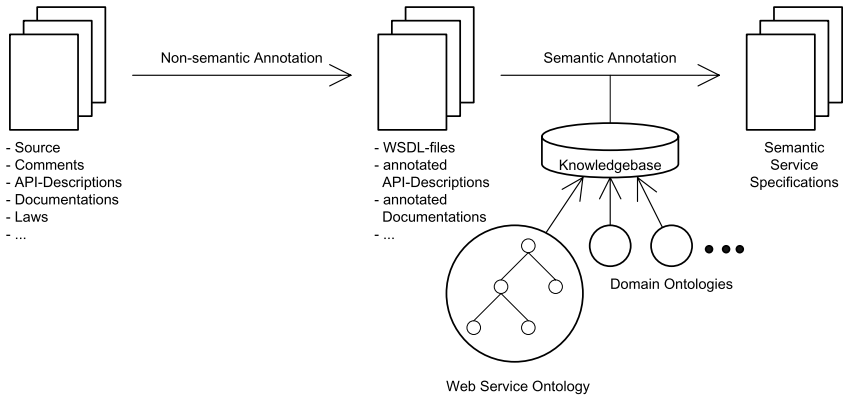 Non-semantic Annotation
Semantic Annotation
- Source
- Comments
- API-Descriptions
- Documentations
- Laws
- ...
- WSDL-files
- annotated
API-Descriptions
- annotated
Documentations
- ...
Knowledgebase
Semantic
Service
Specifications
Domain Ontologies
Web Service Ontology